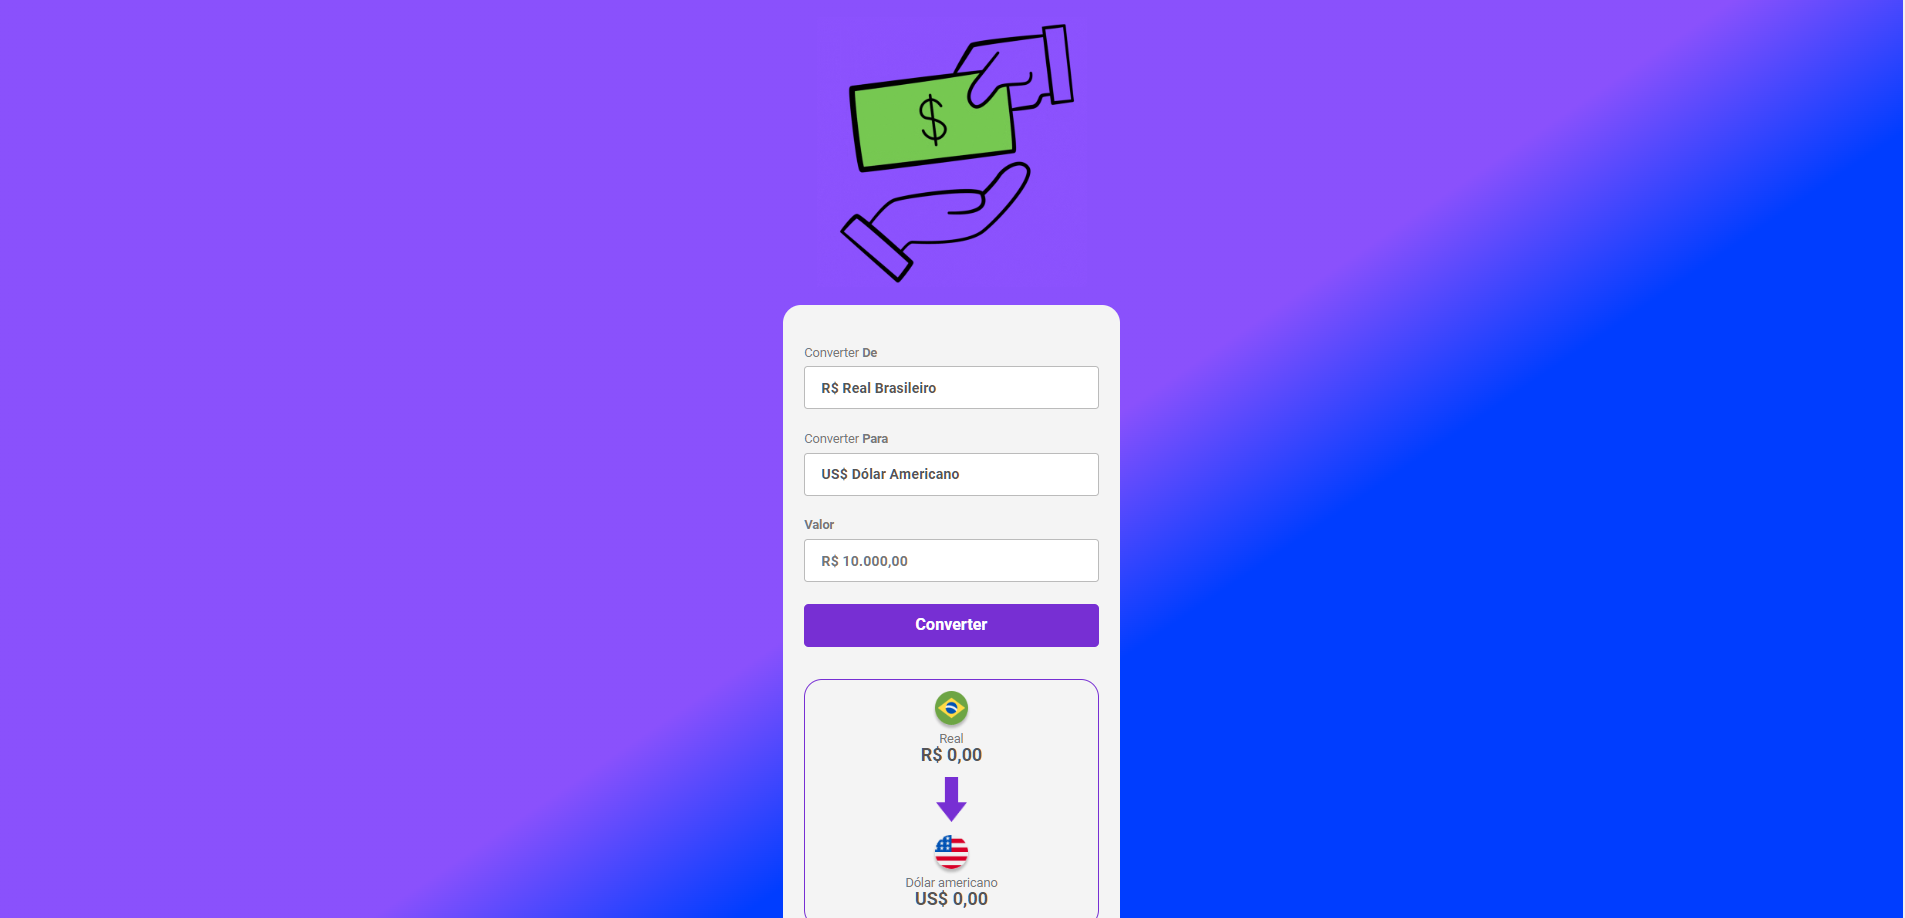 $
Converter De
R$ Real Brasileiro
Converter Para
US$ Dólar Americano
Valor
R$ 10.000,00
Converter
Real
R$ 0,00
Dólar americano
US$ 0,00